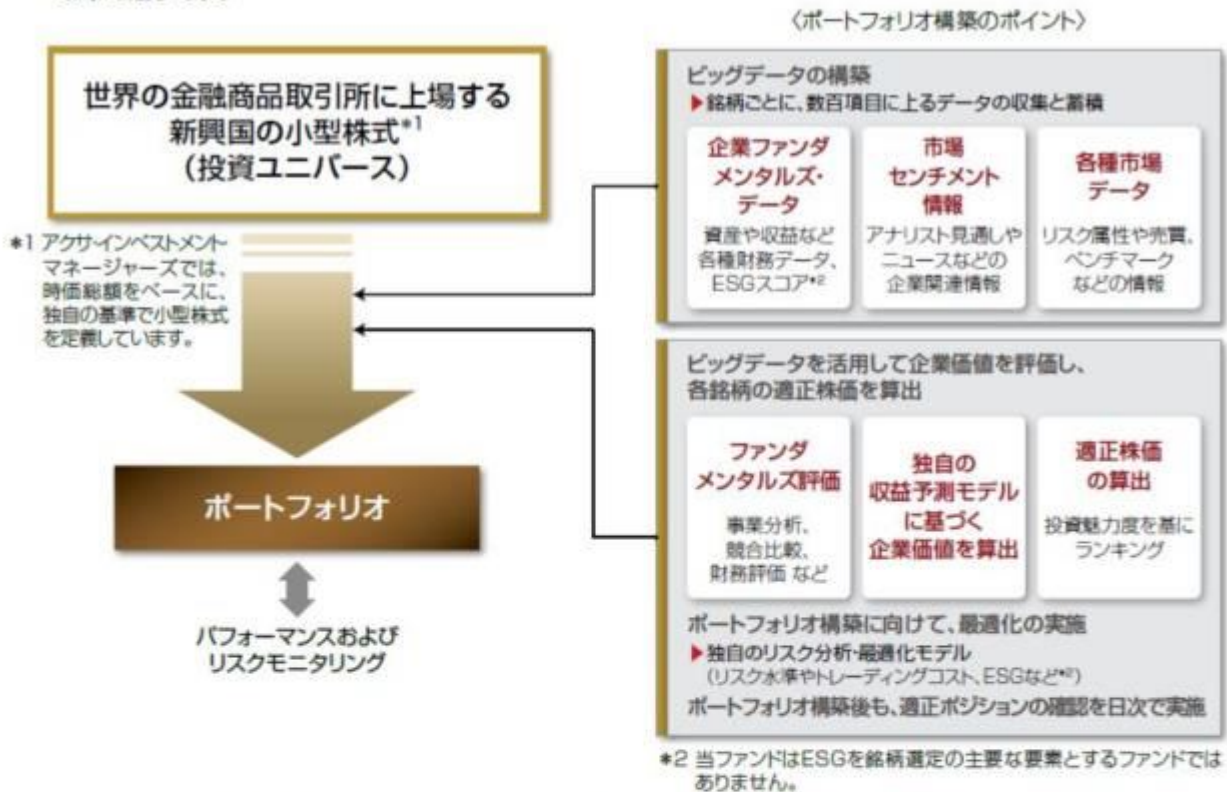 〈ポートフォリオ構築のポイント〉
世界の金融商品取引所に上場する
新興国の小型株式*1
(投資ユニバース)
*1 アクサ・インベストメント・
マネージャーズでは、
時価総額をベースに、
独自の基準で小型株式
を定義しています。
ポートフォリオ
パフォーマンスおよび
リスクモニタリング
ビッグデータの構築
▶銘柄ごとに、数百項目に上るデータの収集と蓄積
企業ファンダ
メンタルズ・
データ
資産や収益など
各種財務データ、
ESGスコア*2
市場
センチメント
情報
アナリスト見通しや
ニュースなどの
企業関連情報
各種市場
データ
リスク属性や売買、
ベンチマーク
などの情報
ビッグデータを活用して企業価値を評価し、
各銘柄の適正株価を算出
ファンダ
メンタルズ評価
事業分析、
競合比較、
財務評価 など
独自の
収益予測モデル
に基づく
企業価値を算出
適正株価
の算出
投資魅力度を基に
ランキング
ポートフォリオ構築に向けて、最適化の実施
▶独自のリスク分析・最適化モデル
(リスク水準やトレーディングコスト、ESGなど*2)
ポートフォリオ構築後も、適正ポジションの確認を日次で実施
*2 当ファンドはESGを銘柄選定の主要な要素とするファンドでは
ありません。